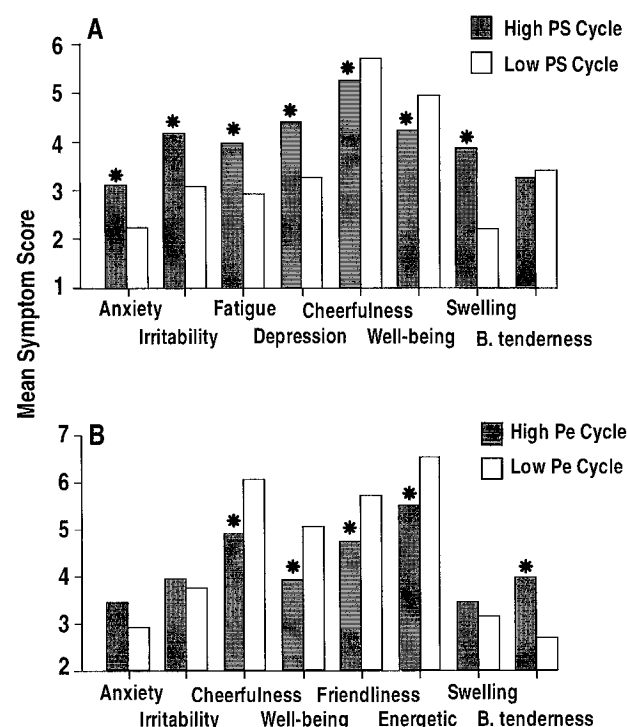 A
High PS Cycle
Low PS Cycle
6
5
4
3
2
1
*
*
*
*
*
*
*
Anxiety Fatigue Cheerfulness Swelling
Irritability Depression Well-being B. tenderness
Mean Symptom Score
B
High Pe Cycle
Low Pe Cycle
7
6
5
4
3
2
*
*
*
*
*
Anxiety Cheerfulness Friendliness Swelling
Irritability Well-being Energetic B. tenderness